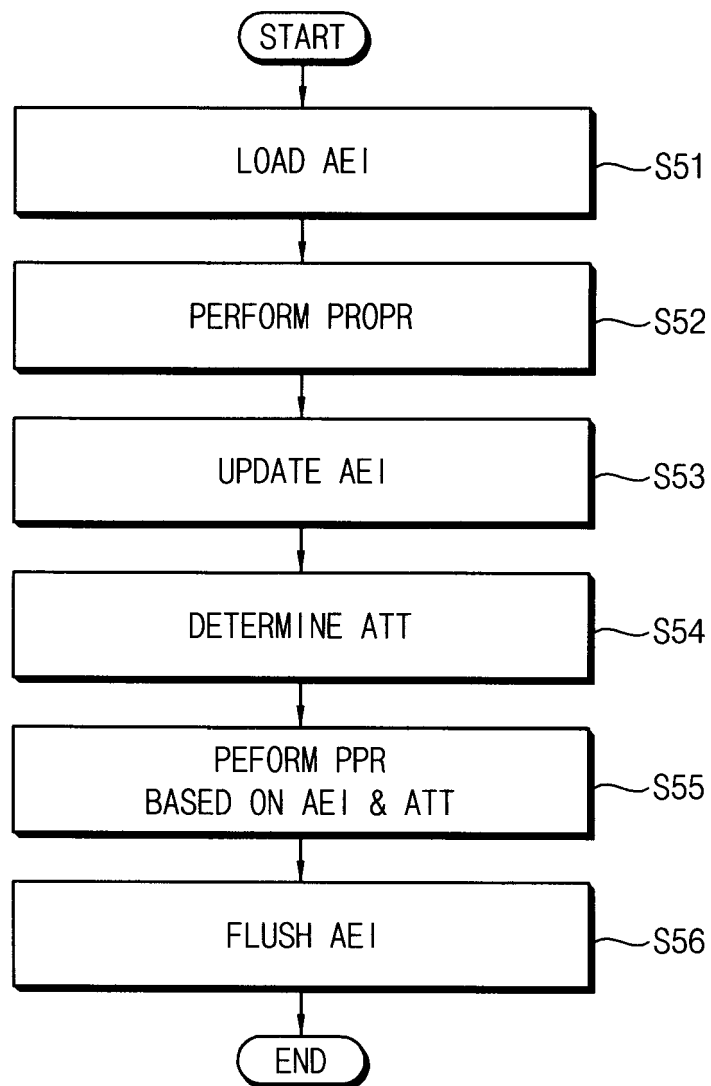 START
LOAD AEI
S51
PERFORM PROPR
S52
UPDATE AEI
S53
DETERMINE ATT
S54
PEFORM PPR
BASED ON AEI & ATT
S55
FLUSH AEI
S56
END